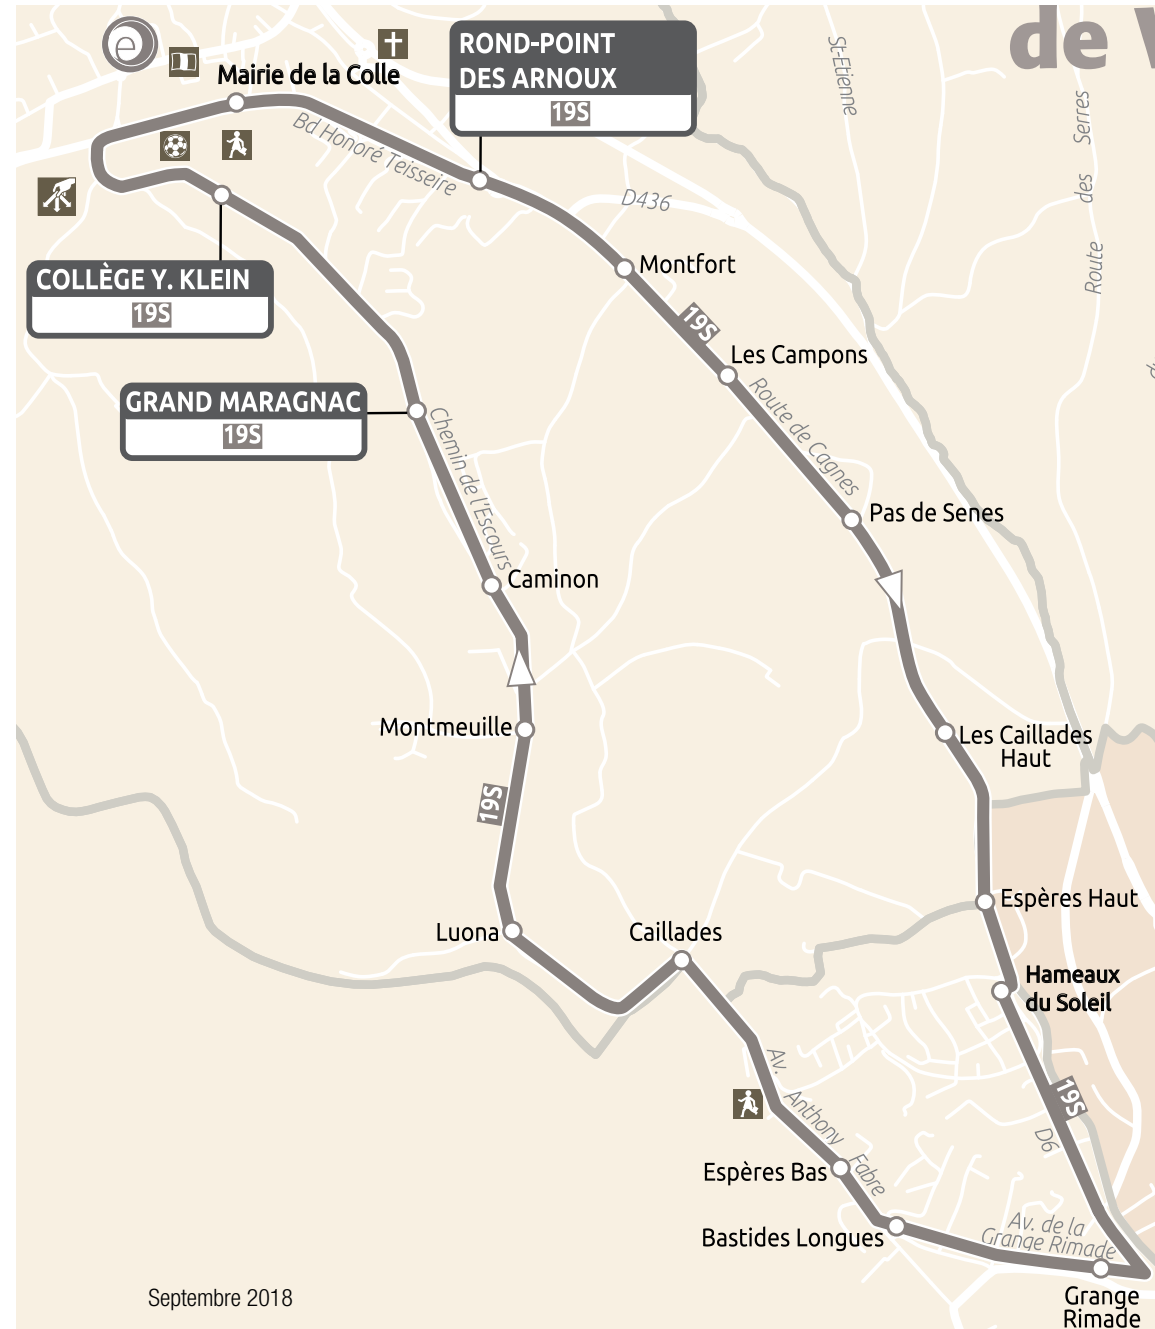 de
e
Mairie de la Colle
ROND-POINT
DES ARNOUX
19S
St-Etienne
Route des Serres
Bd Honoré Teisseire
D436
Montfort
COLLÈGE Y. KLEIN
19S
19S
Les Campons
GRAND MARAGNAC
19S
Route de Cagnes
Chemin de l'Escours
Pas de Senes
Caminon
Montmeuille
Les Caillades
Haut
19S
Espères Haut
Luona
Caillades
Hameaux
du Soleil
Av. Anthony Fabre
19S
D6
Espères Bas
Bastides Longues
Av. de la
Grange Rimade
Septembre 2018
Grange
Rimade